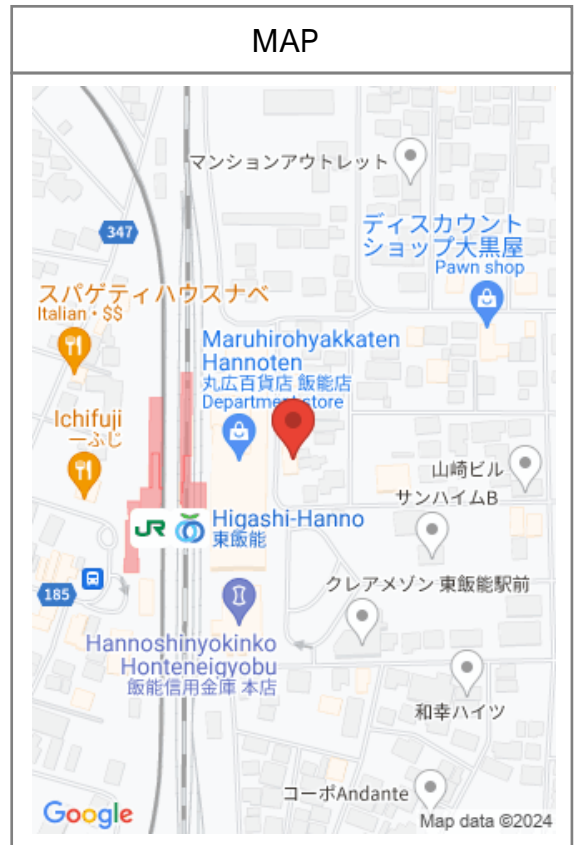 MAP
マンションアウトレット
347
ディスカウント
ショップ大黒屋
Pawn shop
スパゲティハウスナベ
Italian・$$
Maruhirohyakkaten
Hannoten
丸広百貨店 飯能店
Department store
Ichifuji
一ふじ
山崎ビル
サンハイムB
JR
Higashi-Hanno
東飯能
185
クレアメゾン 東飯能駅前
Hannoshinyokinko
Honteneigyobu
飯能信用金庫 本店
和幸ハイツ
コーポAndante
Google
Map data ©2024